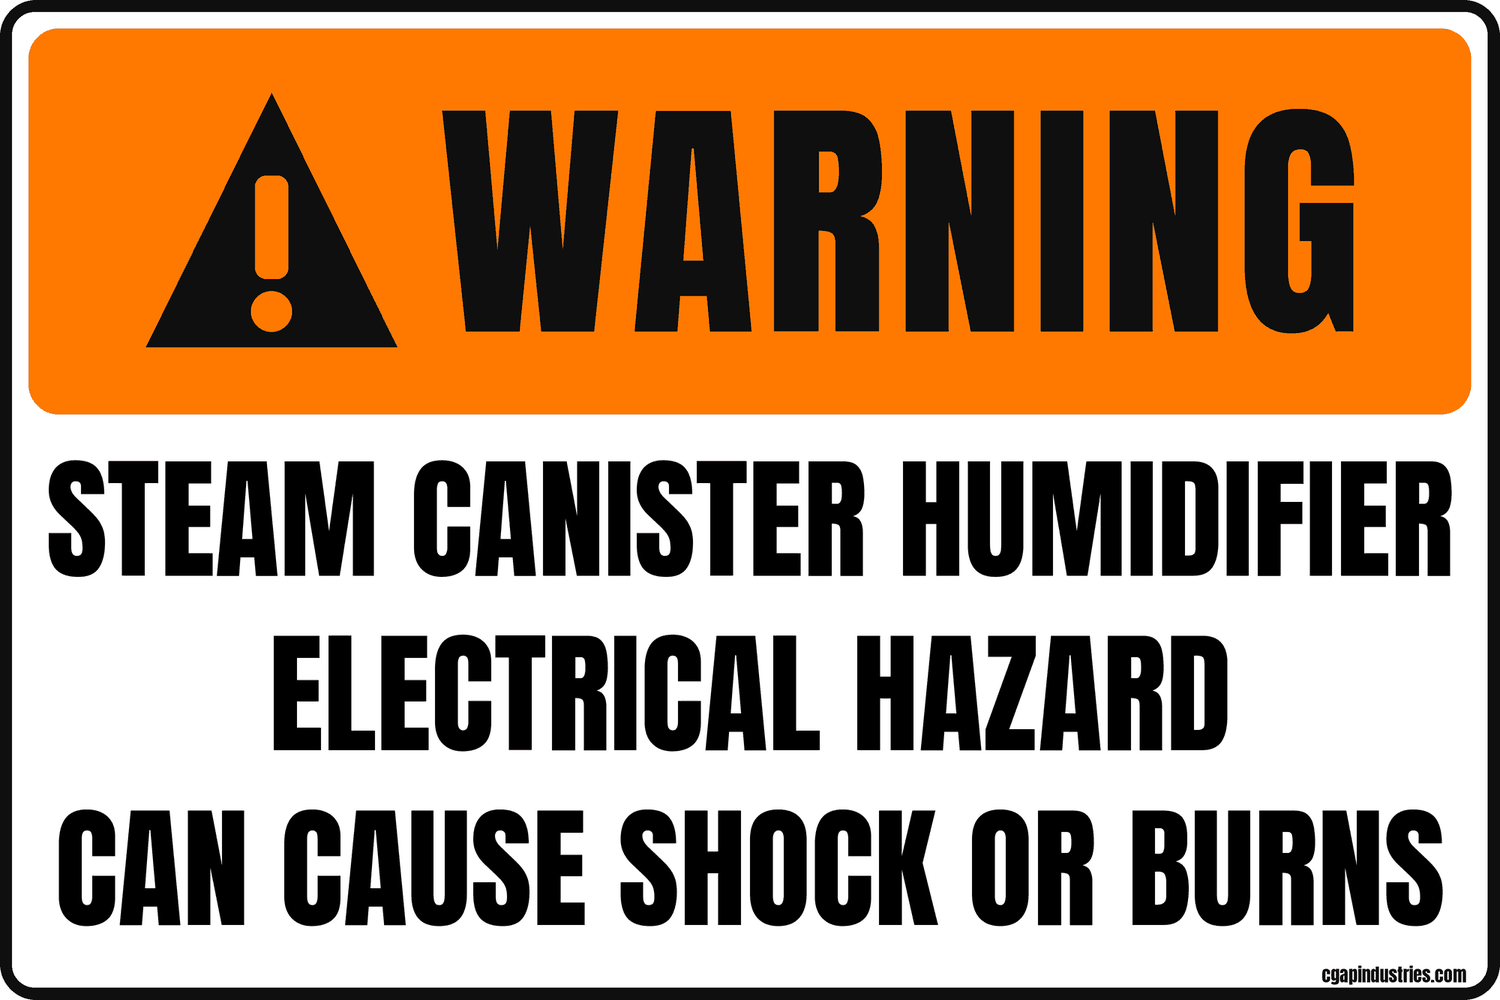 WARNING
STEAM CANISTER HUMIDIFIER
ELECTRICAL HAZARD
CAN CAUSE SHOCK OR BURNS
cgapindustries.com